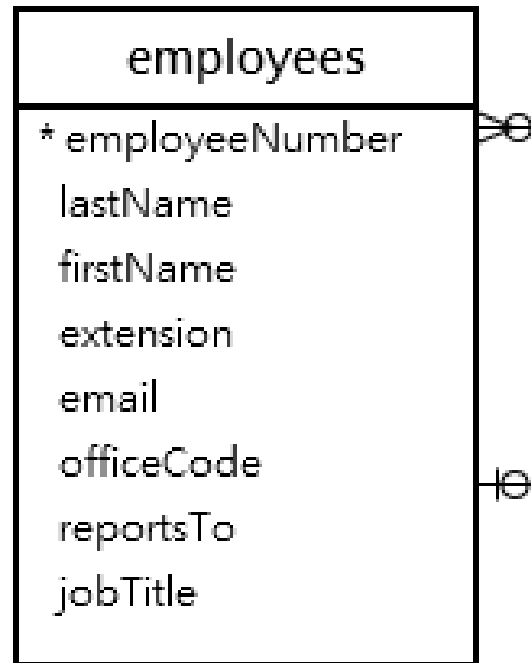 employees
* employeeNumber
lastName
firstName
extension
email
officeCode
reportsTo
jobTitle